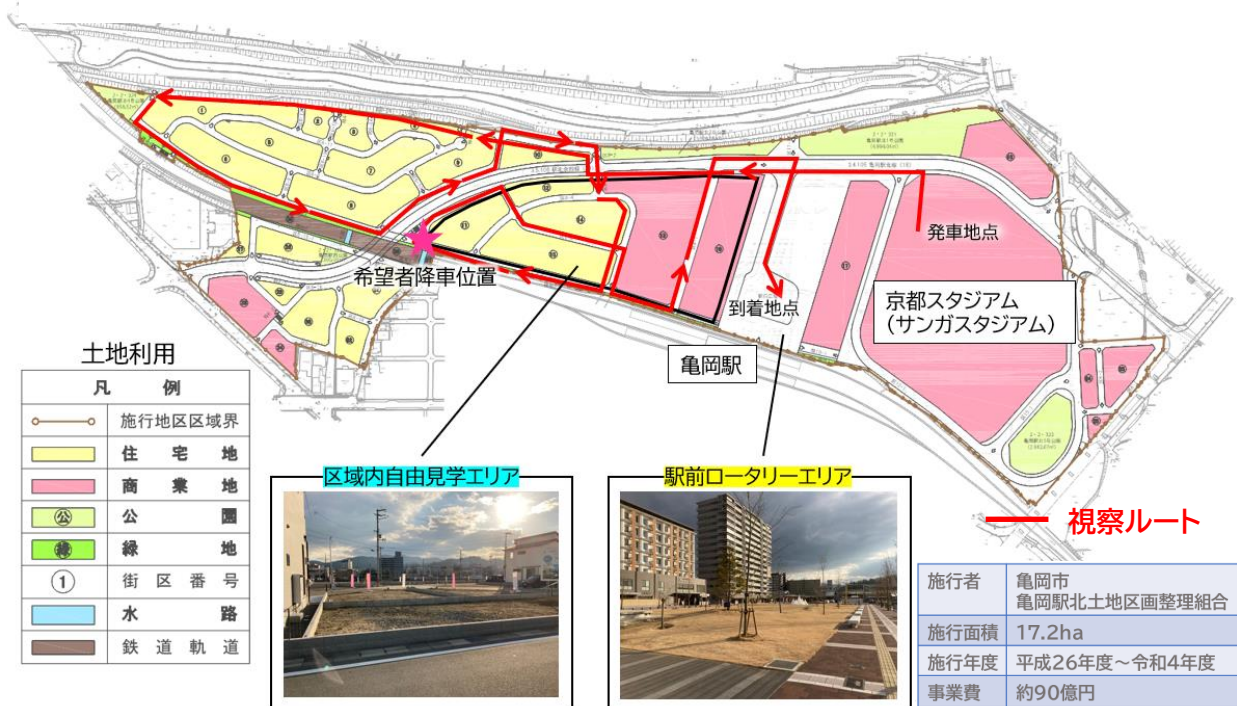 発車地点
希望者降車位置
到着地点
京都スタジアム
(サンガスタジアム)
亀岡駅
土地利用
凡 例
施行地区区域界
住 宅 地
商 業 地
公 公 園
緑 緑 地
① 街 区 番 号
水 路
鉄 道 軌 道
区域内自由見学エリア
駅前ロータリーエリア
視察ルート
施行者 亀岡市
亀岡駅北土地区画整理組合
施行面積 17.2ha
施行年度 平成26年度~令和4年度
事業費 約90億円